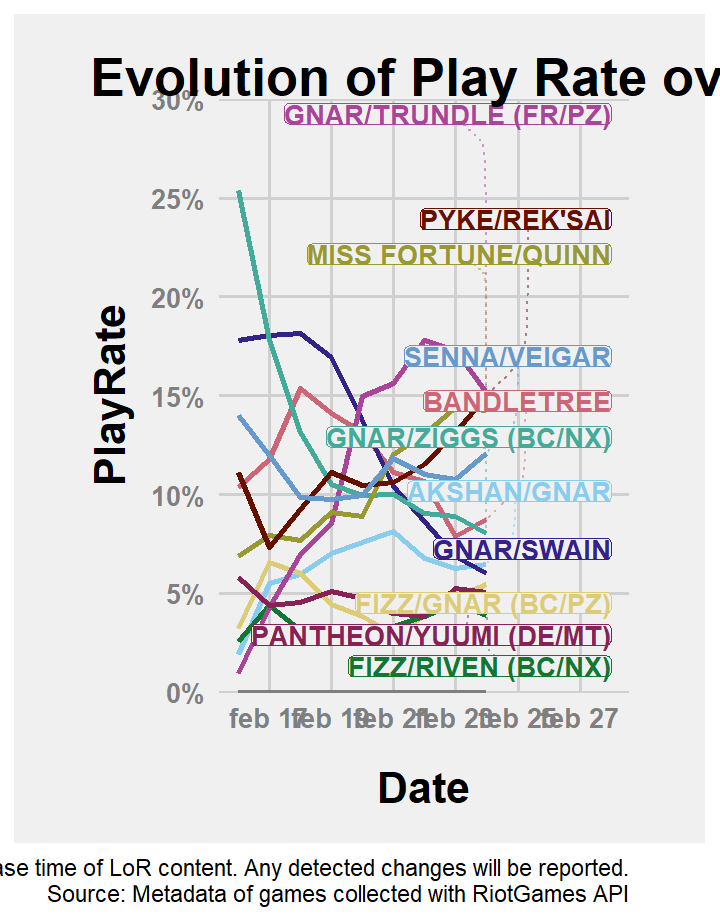 Evolution of Play Rate ov
30%
GNAR/TRUNDLE (FR/PZ)
25%
PYKE/REK'SAI
MISS FORTUNE/QUINN
20%
SENNA/VEIGAR
15%
BANDLETREE
PlayRate
GNAR/ZIGGS (BC/NX)
10%
AKSHAN/GNAR
GNAR/SWAIN
5%
FIZZ/GNAR (BC/PZ)
PANTHEON/YUUMI (DE/MT)
FIZZ/RIVEN (BC/NX)
0%
feb 17 feb 19 feb 21 feb 23 feb 25 feb 27
Date
ase time of LoR content. Any detected changes will be reported.
Source: Metadata of games collected with RiotGames API